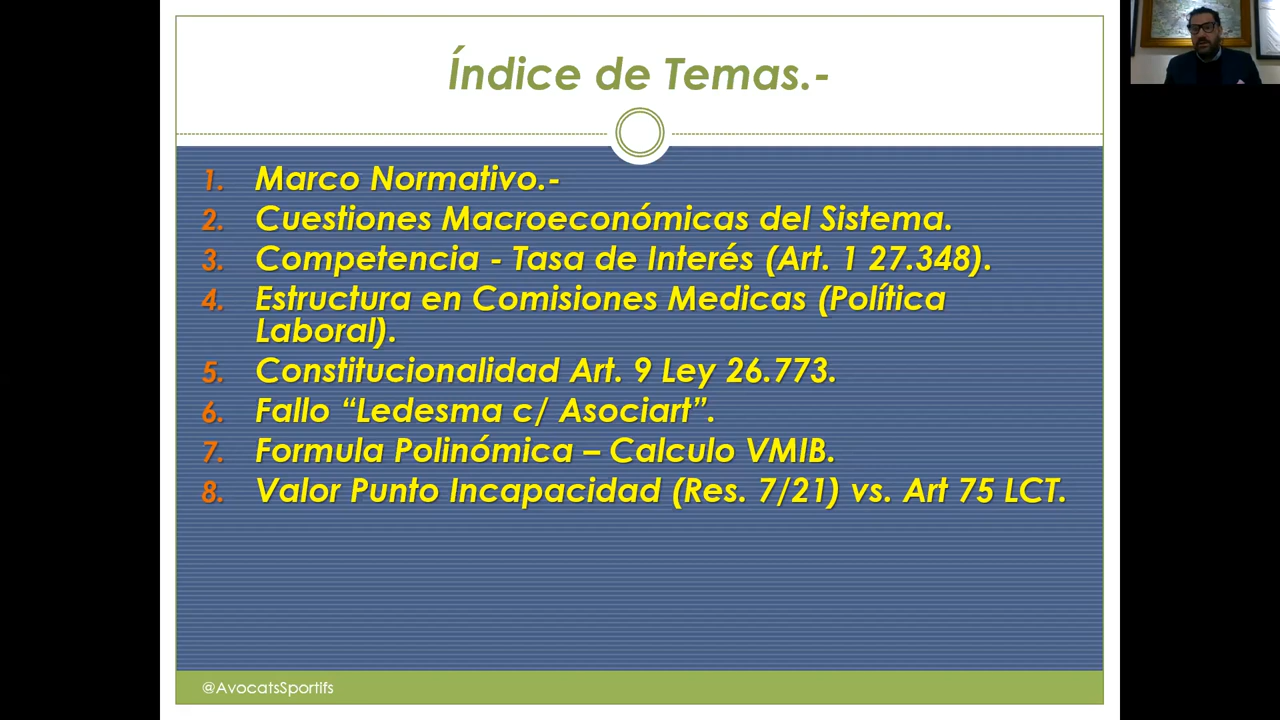 Índice de Temas.-
1. Marco Normativo.-
2. Cuestiones Macroeconómicas del Sistema.
3. Competencia - Tasa de Interés (Art. 1 27.348).
4. Estructura en Comisiones Medicas (Política
Laboral).
5. Constitucionalidad Art. 9 Ley 26.773.
6. Fallo “Ledesma c/ Asociart”.
7. Formula Polinómica – Calculo VMIB.
8. Valor Punto Incapacidad (Res. 7/21) vs. Art 75 LCT.
@AvocatsSportifs